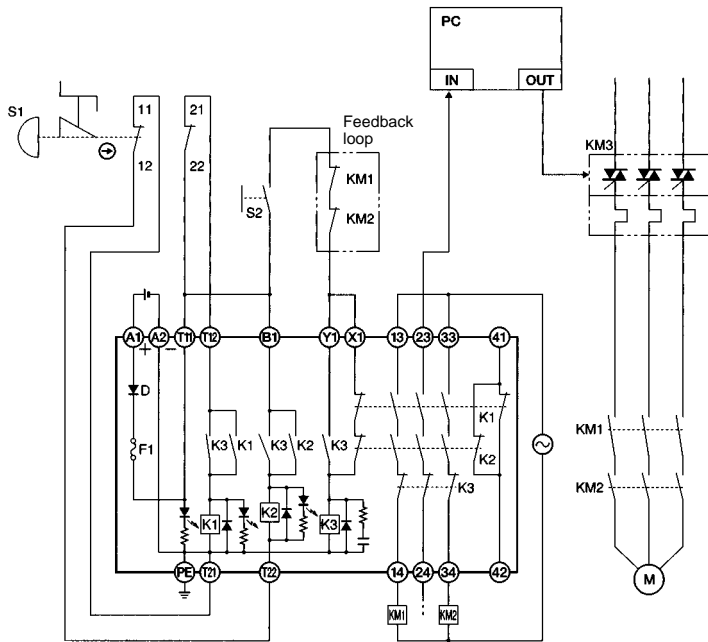 PC
IN OUT
S1
11
12
21
22
Feedback
loop
KM1
KM2
S2
KM3
A1 A2 T11 T12 B1 Y1 X1 13 23 33 41
+ −
D
F1
K3 K1 K3 K2 K3
K1
K2
K3
K1 K2 K3
PE T21 T22 14 24 34 42
KM1 KM2
KM1
KM2
M